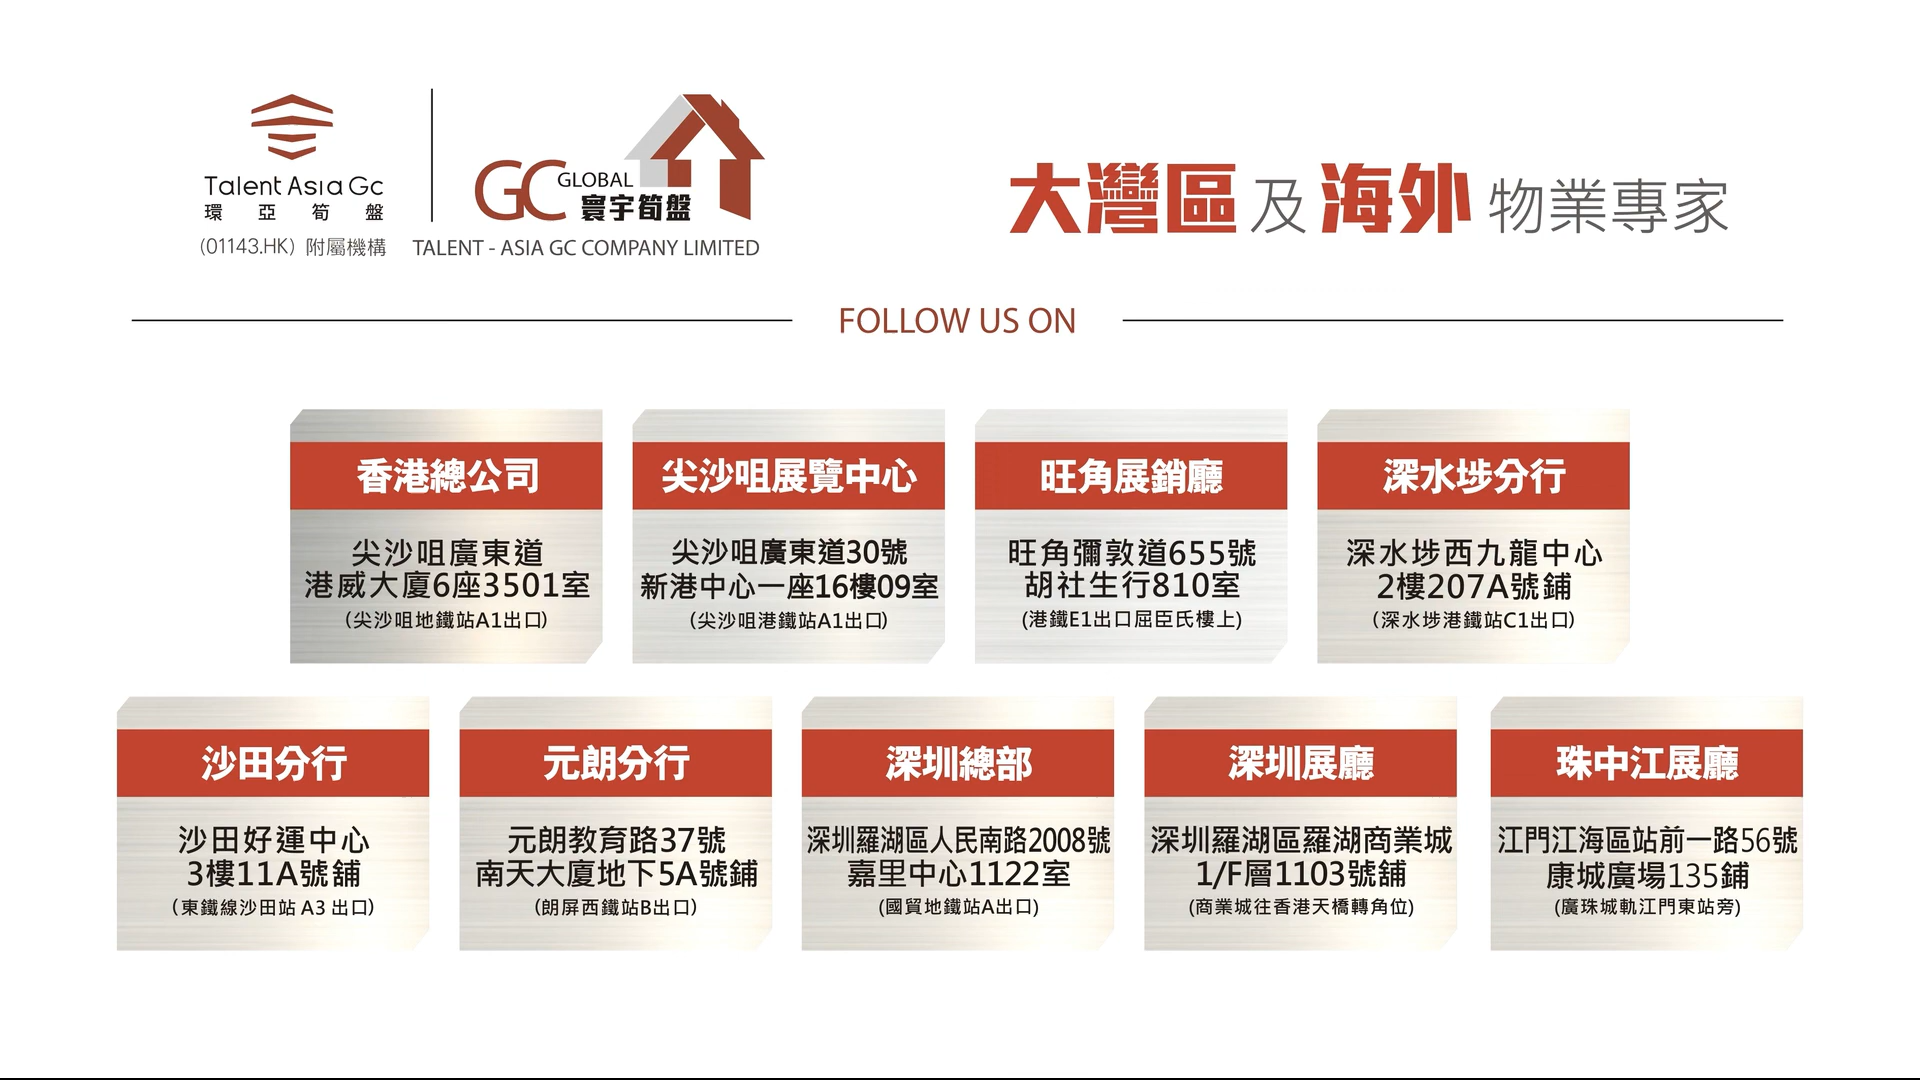 Talent Asia Gc
環亞筍盤
(01143.HK) 附屬機構
GC GLOBAL
寰宇筍盤
TALENT - ASIA GC COMPANY LIMITED
大灣區及海外物業專家
FOLLOW US ON
香港總公司
尖沙咀廣東道
港威大廈6座3501室
(尖沙咀地鐵站A1出口)
尖沙咀展覽中心
尖沙咀廣東道30號
新港中心一座16樓09室
(尖沙咀港鐵站A1出口)
旺角展銷廳
旺角彌敦道655號
胡社生行810室
(港鐵E1出口屈臣氏樓上)
深水埗分行
深水埗西九龍中心
2樓207A號鋪
(深水埗港鐵站C1出口)
沙田分行
沙田好運中心
3樓11A號舖
(東鐵線沙田站 A3 出口)
元朗分行
元朗教育路37號
南天大廈地下5A號鋪
(朗屏西鐵站B出口)
深圳總部
深圳羅湖區人民南路2008號
嘉里中心1122室
(國貿地鐵站A出口)
深圳展廳
深圳羅湖區羅湖商業城
1/F層1103號舖
(商業城往香港天橋轉角位)
珠中江展廳
江門江海區站前一路56號
康城廣場135鋪
(廣珠城軌江門東站旁)